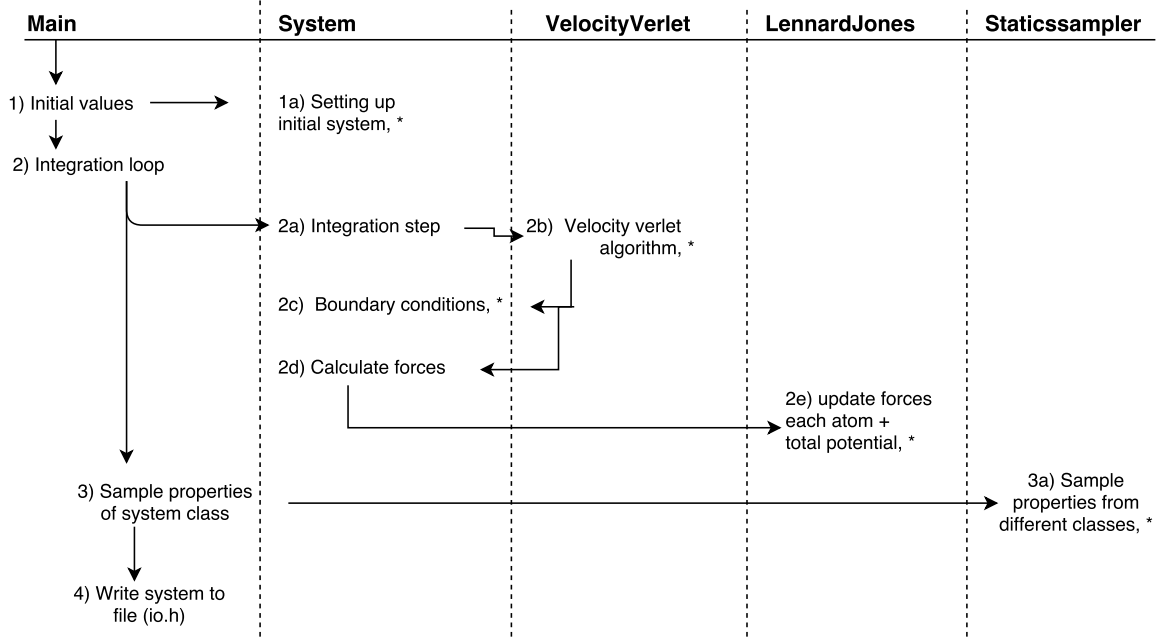 Main
System
VelocityVerlet
LennardJones
Staticssampler
1) Initial values
1a) Setting up
initial system, *
2) Integration loop
2a) Integration step
2b) Velocity verlet
algorithm, *
2c) Boundary conditions, *
2d) Calculate forces
2e) update forces
each atom +
total potential, *
3) Sample properties
of system class
3a) Sample
properties from
different classes, *
4) Write system to
file (io.h)